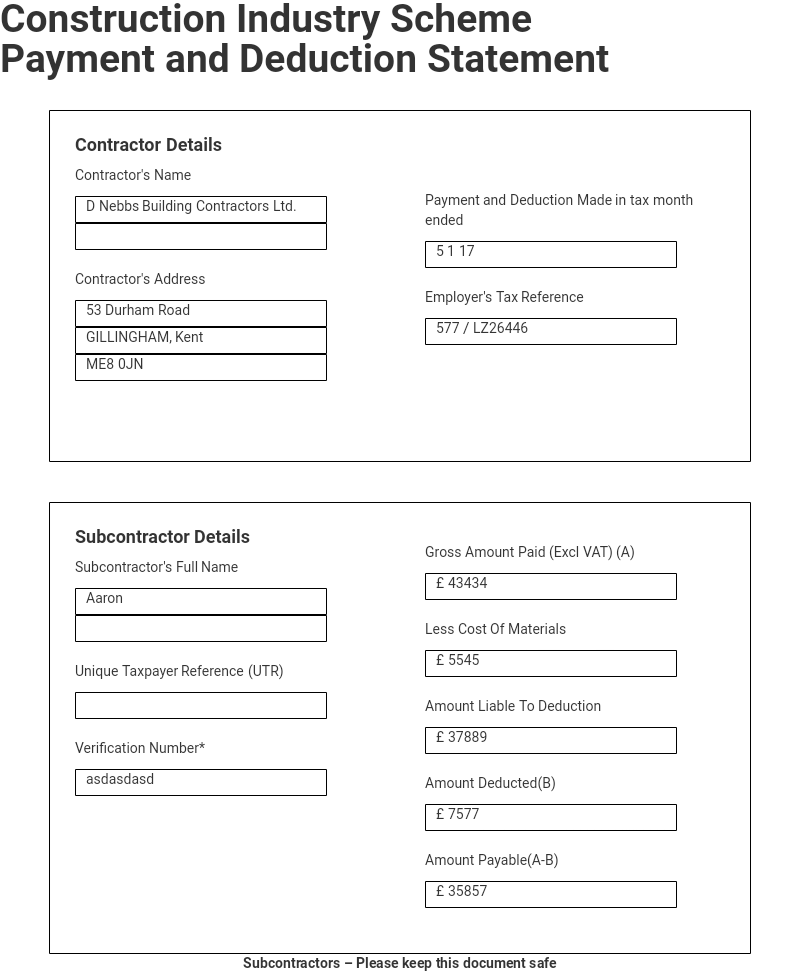 Construction Industry Scheme
Payment and Deduction Statement
Contractor Details
Contractor's Name
D Nebbs Building Contractors Ltd.
Contractor's Address
53 Durham Road
GILLINGHAM, Kent
ME8 0JN
Payment and Deduction Made in tax month
ended
5 1 17
Employer's Tax Reference
577 / LZ26446
Subcontractor Details
Subcontractor's Full Name
Aaron
Unique Taxpayer Reference (UTR)
Verification Number*
asdasdasd
Gross Amount Paid (Excl VAT) (A)
£ 43434
Less Cost Of Materials
£ 5545
Amount Liable To Deduction
£ 37889
Amount Deducted(B)
£ 7577
Amount Payable(A-B)
£ 35857
Subcontractors – Please keep this document safe